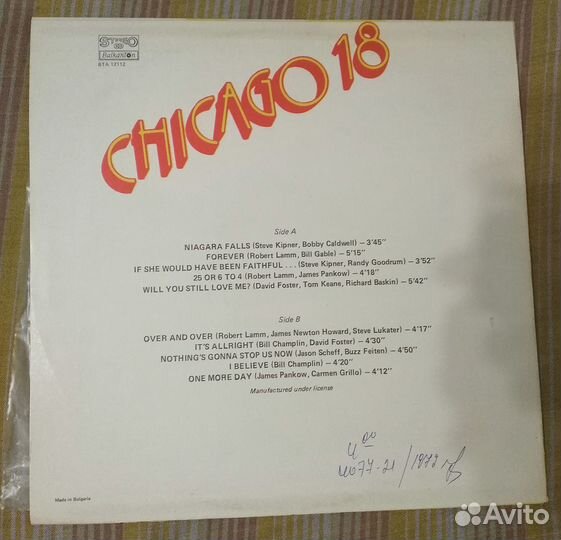 STEREO
Balkanton
BTA 12112
CHICAGO 18
Side A
NIAGARA FALLS (Steve Kipner, Bobby Caldwell) — 3'45''
FOREVER (Robert Lamm, Bill Gable) — 5'15''
IF SHE WOULD HAVE BEEN FAITHFUL . . . (Steve Kipner, Randy Goodrum) — 3'52''
25 OR 6 TO 4 (Robert Lamm, James Pankow) — 4'18''
WILL YOU STILL LOVE ME? (David Foster, Tom Keane, Richard Baskin) — 5'42''
Side B
OVER AND OVER (Robert Lamm, James Newton Howard, Steve Lukater) — 4'17''
IT'S ALLRIGHT (Bill Champlin, David Foster) — 4'30''
NOTHING'S GONNA STOP US NOW (Jason Scheff, Buzz Feiten) — 4'50''
I BELIEVE (Bill Champlin) — 4'20''
ONE MORE DAY (James Pankow, Carmen Grillo) — 4'12''
Manufactured under license
4 00
Made in Bulgaria
Avito